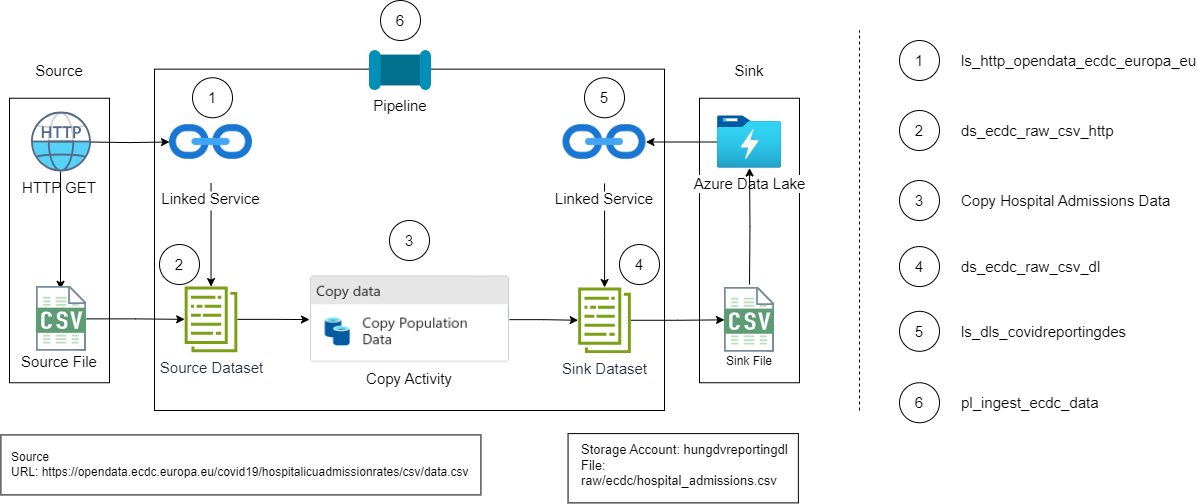 6
Source
Sink
Pipeline
1
5
HTTP
HTTP GET
Linked Service
Linked Service
Azure Data Lake
2
3
4
Copy data
Copy Population
Data
CSV
Source File
Source Dataset
Copy Activity
Sink Dataset
CSV
Sink File
1
ls_http_opendata_ecdc_europa_eu
2
ds_ecdc_raw_csv_http
3
Copy Hospital Admissions Data
4
ds_ecdc_raw_csv_dl
5
ls_dls_covidreportingdes
6
pl_ingest_ecdc_data
Source
URL: https://opendata.ecdc.europa.eu/covid19/hospitalicuadmissionrates/csv/data.csv
Storage Account: hungdvreportingdl
File:
raw/ecdc/hospital_admissions.csv